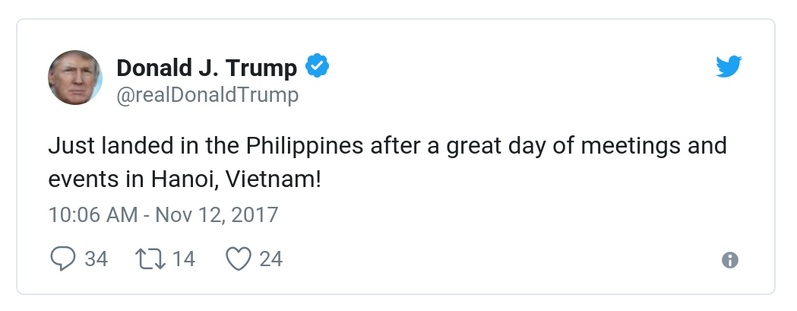 Donald J. Trump
@realDonaldTrump
Just landed in the Philippines after a great day of meetings and
events in Hanoi, Vietnam!
10:06 AM - Nov 12, 2017
34 14 24